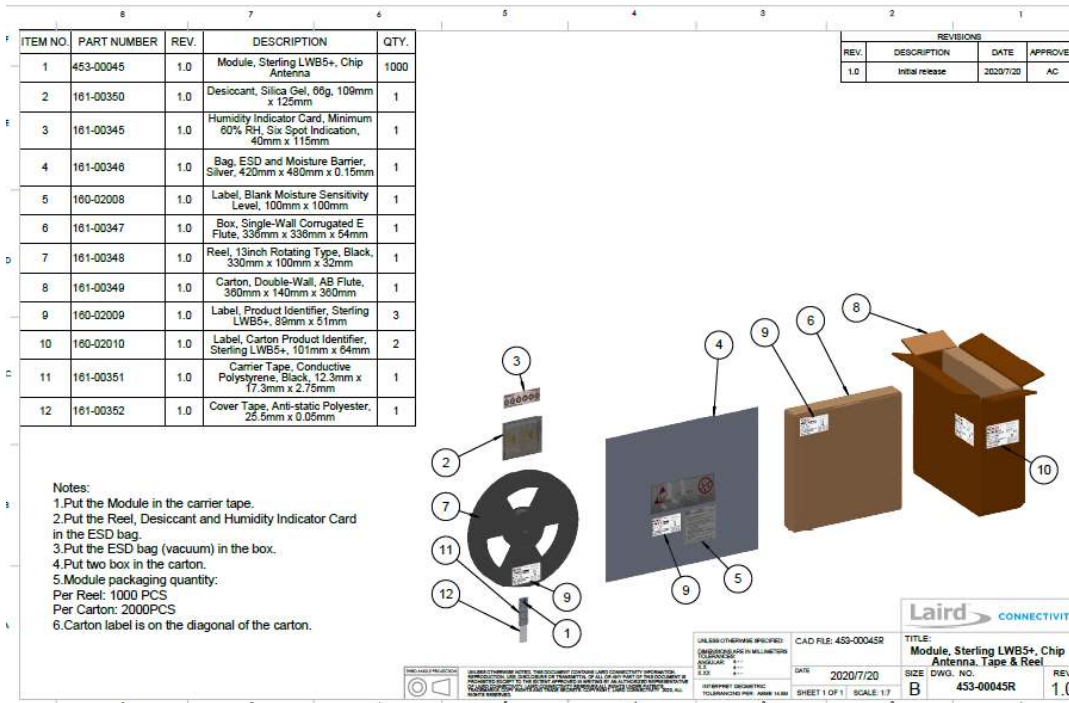 8 7 6 5 4 3 2 1
ITEM NO. PART NUMBER REV. DESCRIPTION QTY.
1 453-00045 1.0 Module, Sterling LWB5+, Chip Antenna 1000
2 161-00350 1.0 Desiccant, Silica Gel, 66g, 109mm x 125mm 1
3 161-00345 1.0 Humidity Indicator Card, Minimum 60% RH, Six Spot Indication, 40mm x 115mm 1
4 161-00346 1.0 Bag, ESD and Moisture Barrier, Silver, 420mm x 480mm x 0.15mm 1
5 160-02008 1.0 Label, Blank Moisture Sensitivity Level, 100mm x 100mm 1
6 161-00347 1.0 Box, Single-Wall Corrugated E Flute, 336mm x 336mm x 54mm 1
7 161-00348 1.0 Reel, 13inch Rotating Type, Black, 330mm x 100mm x 32mm 1
8 161-00349 1.0 Carton, Double-Wall, AB Flute, 360mm x 140mm x 360mm 1
9 160-02009 1.0 Label, Product Identifier, Sterling LWB5+, 89mm x 51mm 3
10 160-02010 1.0 Label, Carton Product Identifier, Sterling LWB5+, 101mm x 64mm 2
11 161-00351 1.0 Carrier Tape, Conductive Polystyrene, Black, 12.3mm x 17.3mm x 2.75mm 1
12 161-00352 1.0 Cover Tape, Anti-static Polyester, 25.5mm x 0.05mm 1
REVISIONS
REV. DESCRIPTION DATE APPROVE
1.0 Initial release 2020/7/20 AC
3
2
7
11
12
1
9
4
9
5
6
9
8
10
Notes:
1.Put the Module in the carrier tape.
2.Put the Reel, Desiccant and Humidity Indicator Card
in the ESD bag.
3.Put the ESD bag (vacuum) in the box.
4.Put two box in the carton.
5.Module packaging quantity:
Per Reel: 1000 PCS
Per Carton: 2000PCS
6.Carton label is on the diagonal of the carton.
THIRD ANGLE PROJECTION
UNLESS OTHERWISE SPECIFIED:
DIMENSIONS ARE IN MILLIMETERS
TOLERANCES:
ANGULAR:
INTERPRET GEOMETRIC
CAD FILE: 453-00045R
DATE
2020/7/20
SHEET 1 OF 1 SCALE: 1:7
Laird CONNECTIVIT
TITLE:
Module, Sterling LWB5+, Chip
Antenna, Tape & Reel
SIZE DWG. NO. REV
B 453-00045R 1.0